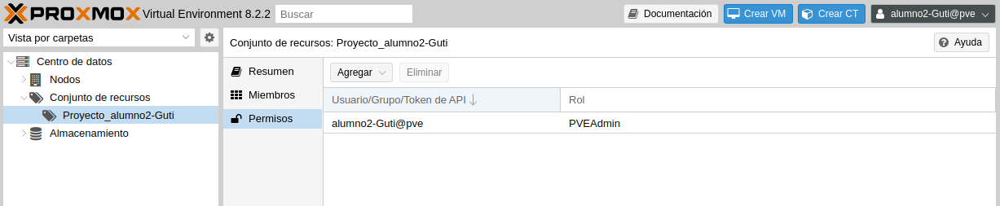 PROXMOX Virtual Environment 8.2.2 Buscar Documentación Crear VM Crear CT alumno2-Guti@pve
Vista por carpetas
Centro de datos
Nodos
Conjunto de recursos
Proyecto_alumno2-Guti
Almacenamiento
Conjunto de recursos: Proyecto_alumno2-Guti Ayuda
Resumen
Miembros
Permisos
Agregar Eliminar
Usuario/Grupo/Token de API Rol
alumno2-Guti@pve PVEAdmin